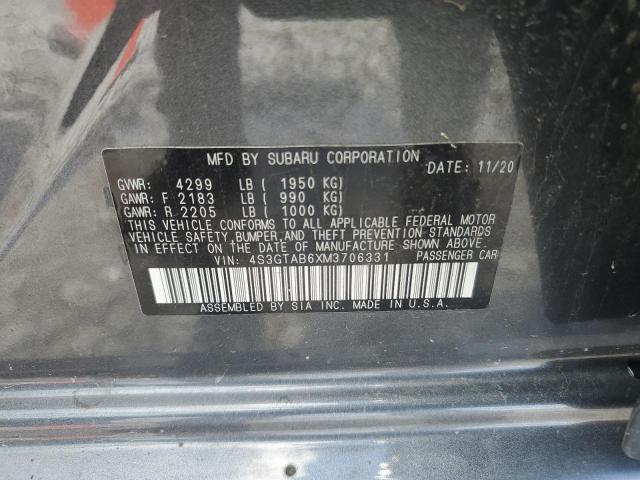 MFD BY SUBARU CORPORATION DATE: 11/20
GVWR: 4299 LB ( 1950 KG)
GAWR: F 2183 LB ( 990 KG)
GAWR: R 2205 LB ( 1000 KG)
THIS VEHICLE CONFORMS TO ALL APPLICABLE FEDERAL MOTOR
VEHICLE SAFETY, BUMPER, AND THEFT PREVENTION STANDARDS
IN EFFECT ON THE DATE OF MANUFACTURE SHOWN ABOVE.
VIN: 4S3GTAB6XM3706331 PASSENGER CAR
ASSEMBLED BY SIA INC. MADE IN U.S.A.